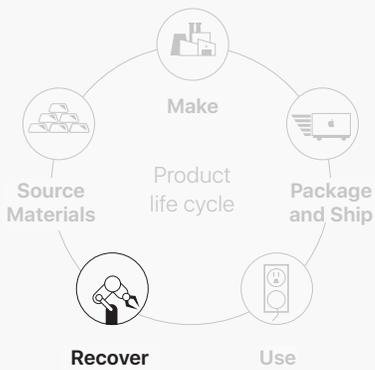 Make
Source
Materials
Product
life cycle
Package
and Ship
Recover
Use